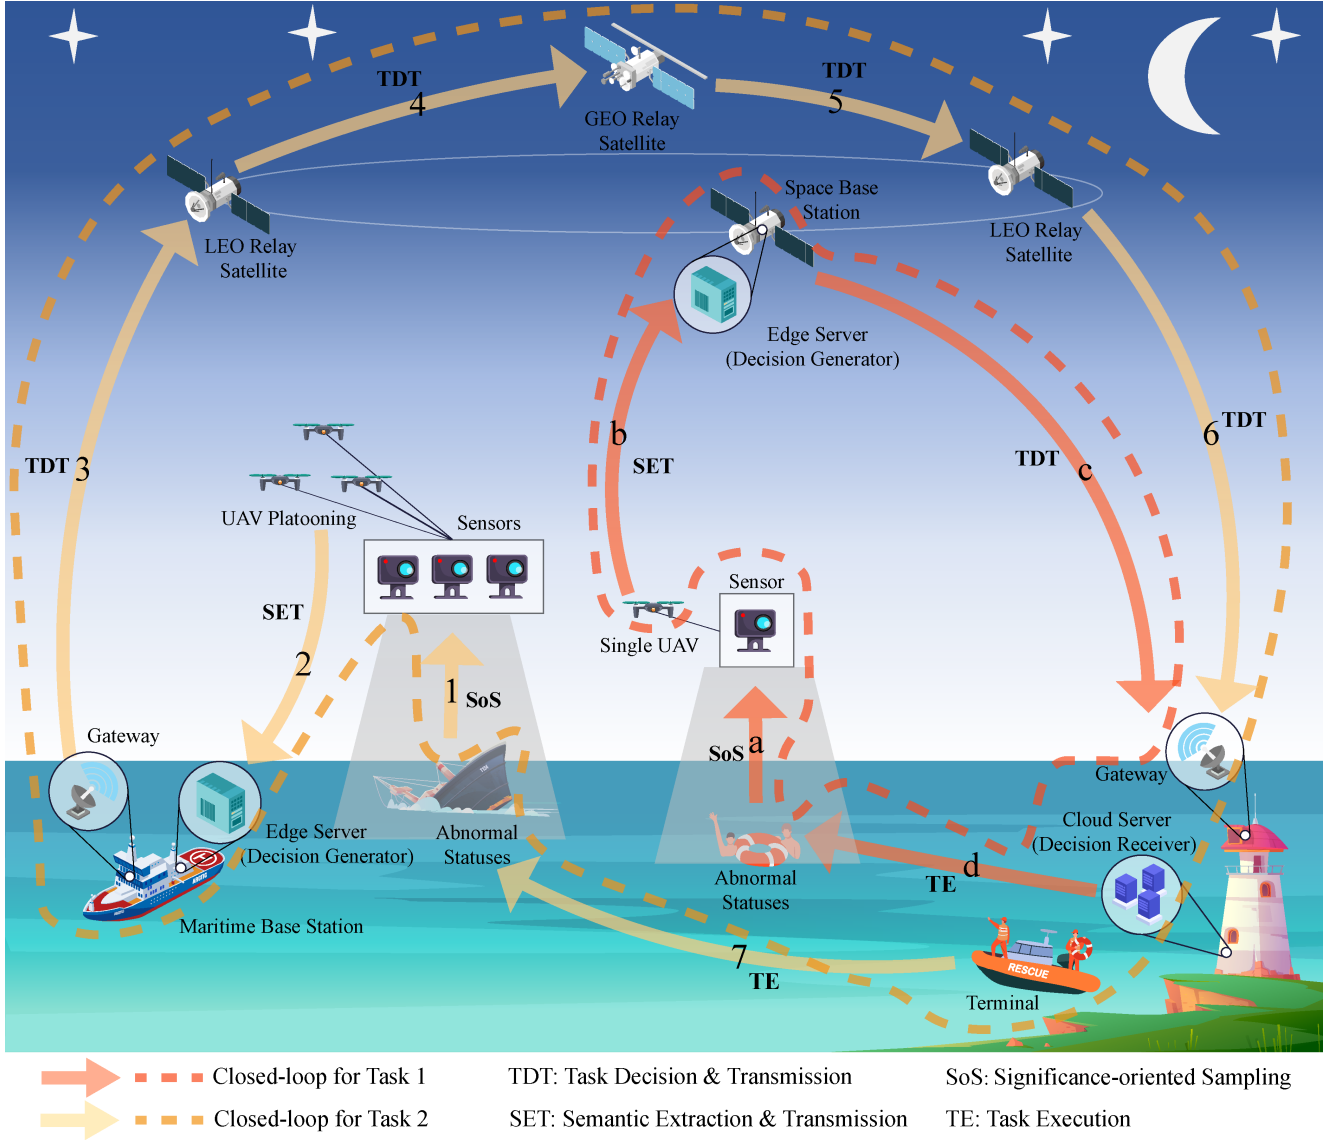 TDT
4
TDT
5
GEO Relay
Satellite
Space Base
Station
LEO Relay
Satellite
LEO Relay
Satellite
Edge Server
(Decision Generator)
b
SET
TDT
c
6
TDT
TDT
3
UAV Platooning
Sensors
SET
2
1
SoS
Sensor
Single UAV
SoS
a
Gateway
Gateway
Edge Server
(Decision Generator)
Abnormal
Statuses
Cloud Server
(Decision Receiver)
Abnormal
Statuses
d
TE
Maritime Base Station
7
TE
RESCUE
Terminal
Closed-loop for Task 1
TDT: Task Decision & Transmission
SoS: Significance-oriented Sampling
Closed-loop for Task 2
SET: Semantic Extraction & Transmission
TE: Task Execution